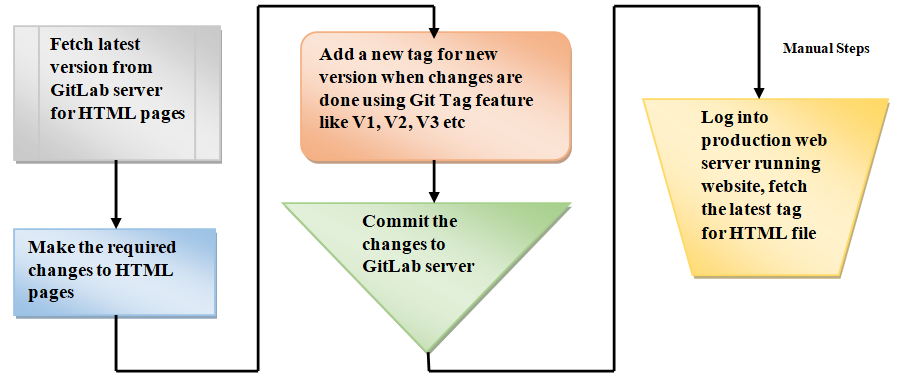 Fetch latest
version from
GitLab server
for HTML pages
Make the required
changes to HTML
pages
Add a new tag for new
version when changes are
done using Git Tag feature
like V1, V2, V3 etc
Commit the
changes to
GitLab server
Manual Steps
Log into
production web
server running
website, fetch
the latest tag
for HTML file